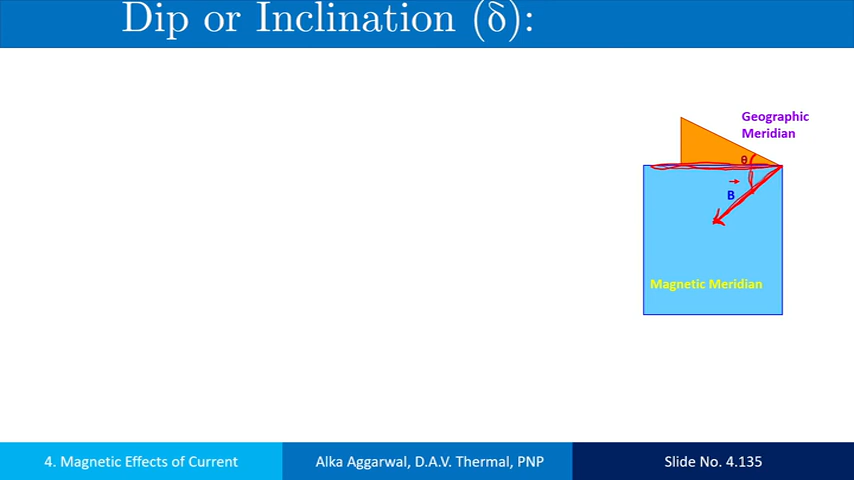 Dip or Inclination (δ):
Geographic
Meridian
θ
B
Magnetic Meridian
4. Magnetic Effects of Current
Alka Aggarwal, D.A.V. Thermal, PNP
Slide No. 4.135